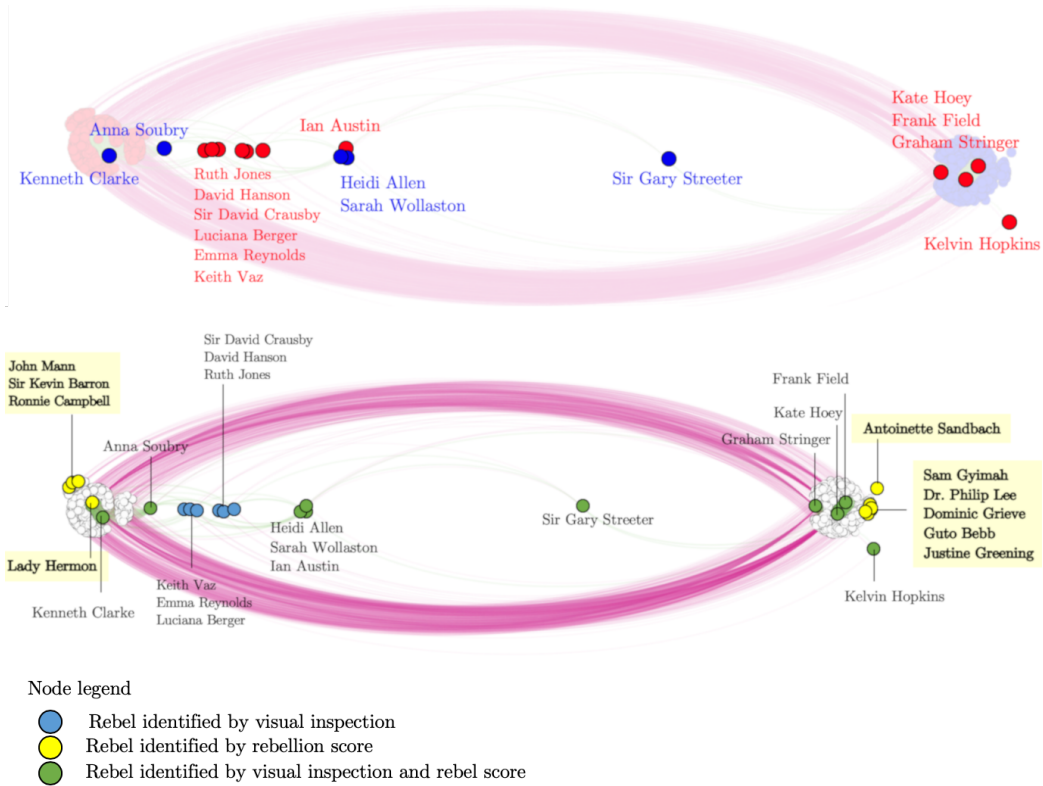 Kate Hoey
Frank Field
Graham Stringer
Anna Soubry
Ian Austin
Kenneth Clarke
Ruth Jones
David Hanson
Sir David Crausby
Luciana Berger
Emma Reynolds
Keith Vaz
Heidi Allen
Sarah Wollaston
Sir Gary Streeter
Kelvin Hopkins
Sir David Crausby
David Hanson
Ruth Jones
John Mann
Sir Kevin Barron
Ronnie Campbell
Anna Soubry
Frank Field
Kate Hoey
Graham Stringer
Antoinette Sandbach
Sam Gyimah
Dr. Philip Lee
Dominic Grieve
Guto Bebb
Justine Greening
Heidi Allen
Sarah Wollaston
Ian Austin
Sir Gary Streeter
Lady Hermon
Kenneth Clarke
Keith Vaz
Emma Reynolds
Luciana Berger
Kelvin Hopkins
Node legend
Rebel identified by visual inspection
Rebel identified by rebellion score
Rebel identified by visual inspection and rebel score